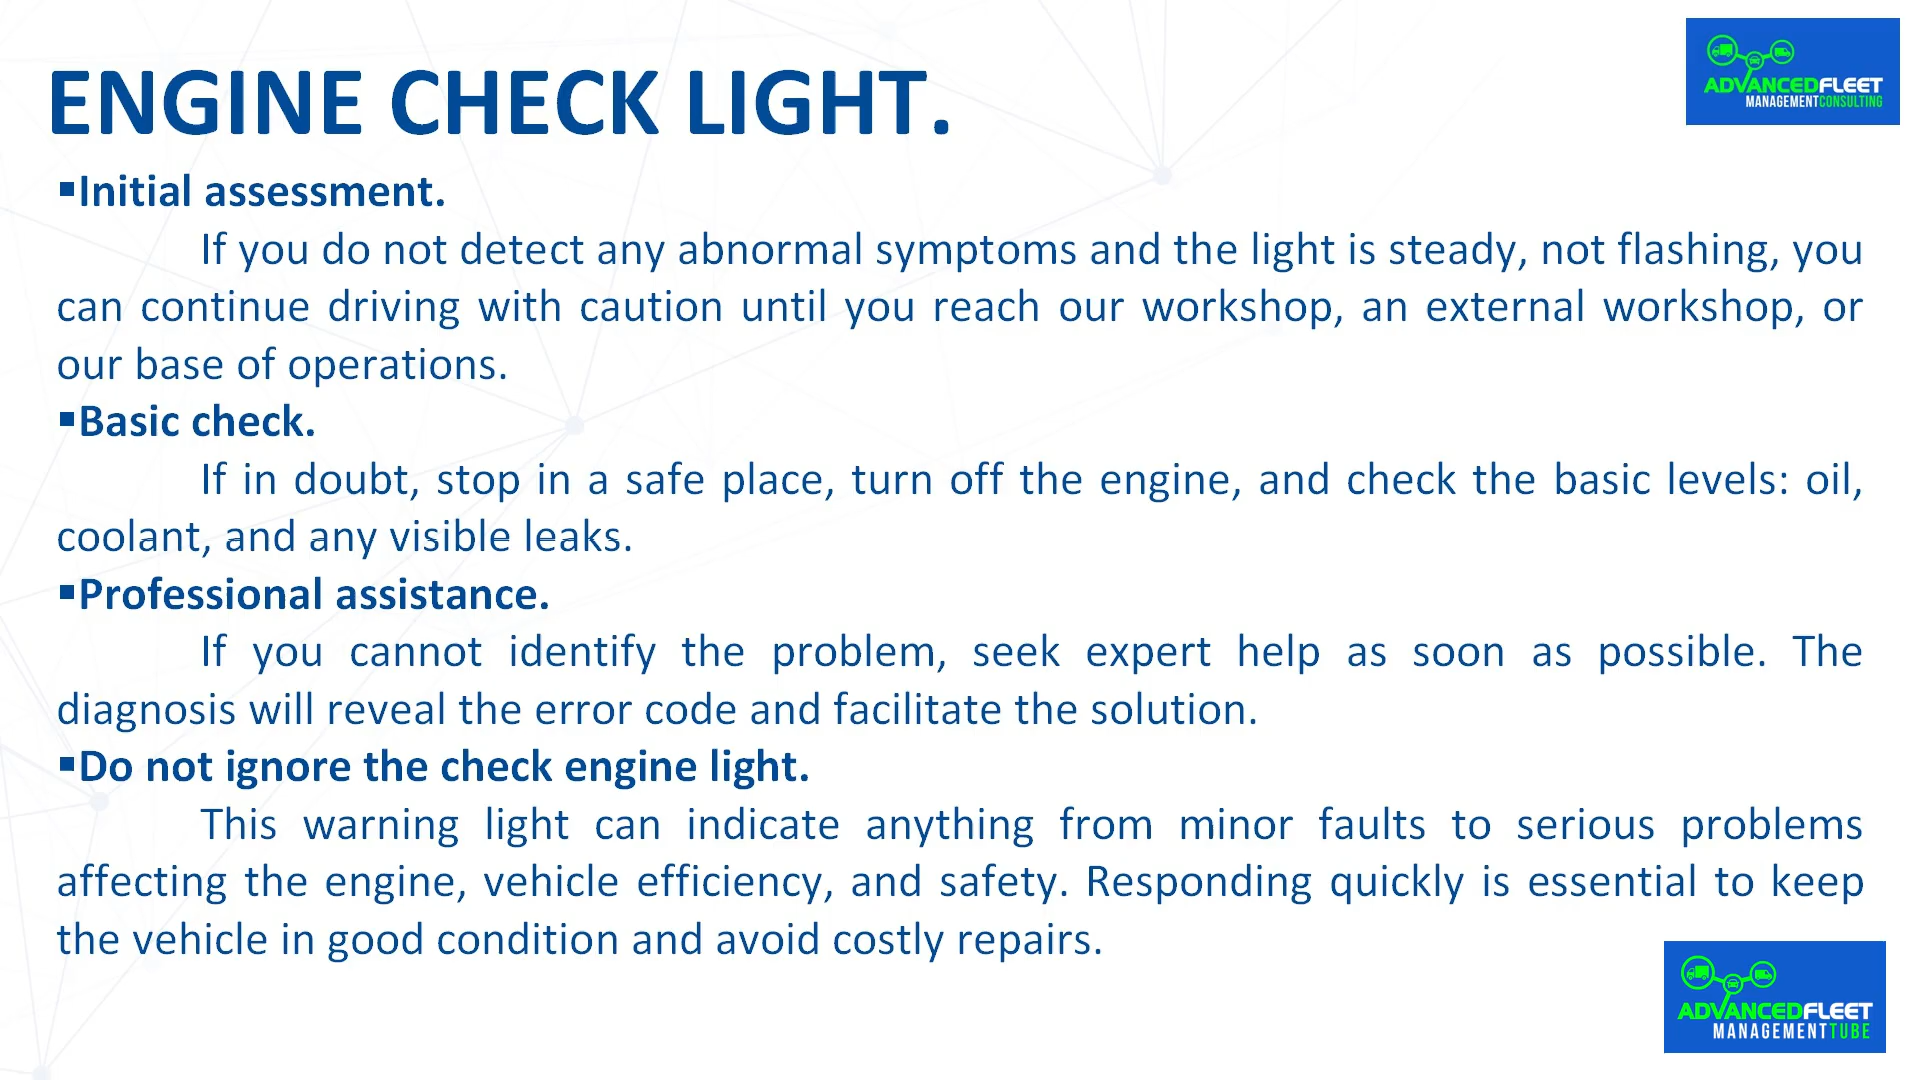 ENGINE CHECK LIGHT.
ADVANCEDFLEET
MANAGEMENTCONSULTING
▪Initial assessment.
If you do not detect any abnormal symptoms and the light is steady, not flashing, you
can continue driving with caution until you reach our workshop, an external workshop, or
our base of operations.
▪Basic check.
If in doubt, stop in a safe place, turn off the engine, and check the basic levels: oil,
coolant, and any visible leaks.
▪Professional assistance.
If you cannot identify the problem, seek expert help as soon as possible. The
diagnosis will reveal the error code and facilitate the solution.
▪Do not ignore the check engine light.
This warning light can indicate anything from minor faults to serious problems
affecting the engine, vehicle efficiency, and safety. Responding quickly is essential to keep
the vehicle in good condition and avoid costly repairs.
ADVANCEDFLEET
MANAGEMENTTUBE